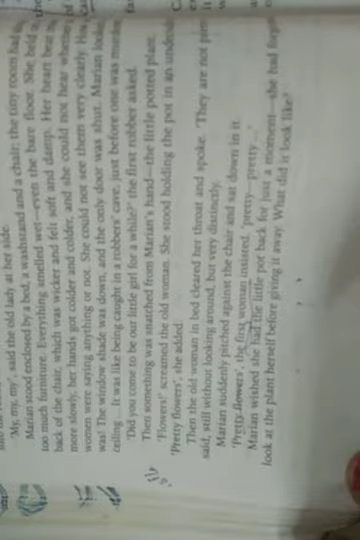 'My, my, my', said the old lady at her side.
Marian stood enclosed by a bed, a washstand and a chair; the tiny room had
too much furniture. Everything smelled wet—even the bare floor. She held
back of the chair, which was wicker and felt soft and damp. Her heart beat
more slowly, her hands got colder and colder, and she could not hear whether
women were saying anything or not. She could not see them very clearly. How
was! The window shade was down, and the only door was shut. Marian looked
ceiling ... It was like being caught in a robbers' cave, just before one was
'Did you come to be our little girl for a while?' the first robber asked.
Then something was snatched from Marian's hand—the little potted plant.
'Flowers!' screamed the old woman. She stood holding the pot in an
'Pretty flowers', she added.
Then the old woman in bed cleared her throat and spoke. 'They are not
said, still without looking around, but very distinctly.
Marian suddenly pitched against the chair and sat down in it.
'Pretty flowers', the first woman insisted, 'pretty—pretty —'
Marian wished she had the little pot back for just a moment—she had
look at the plant herself before giving it away. What did it look like?